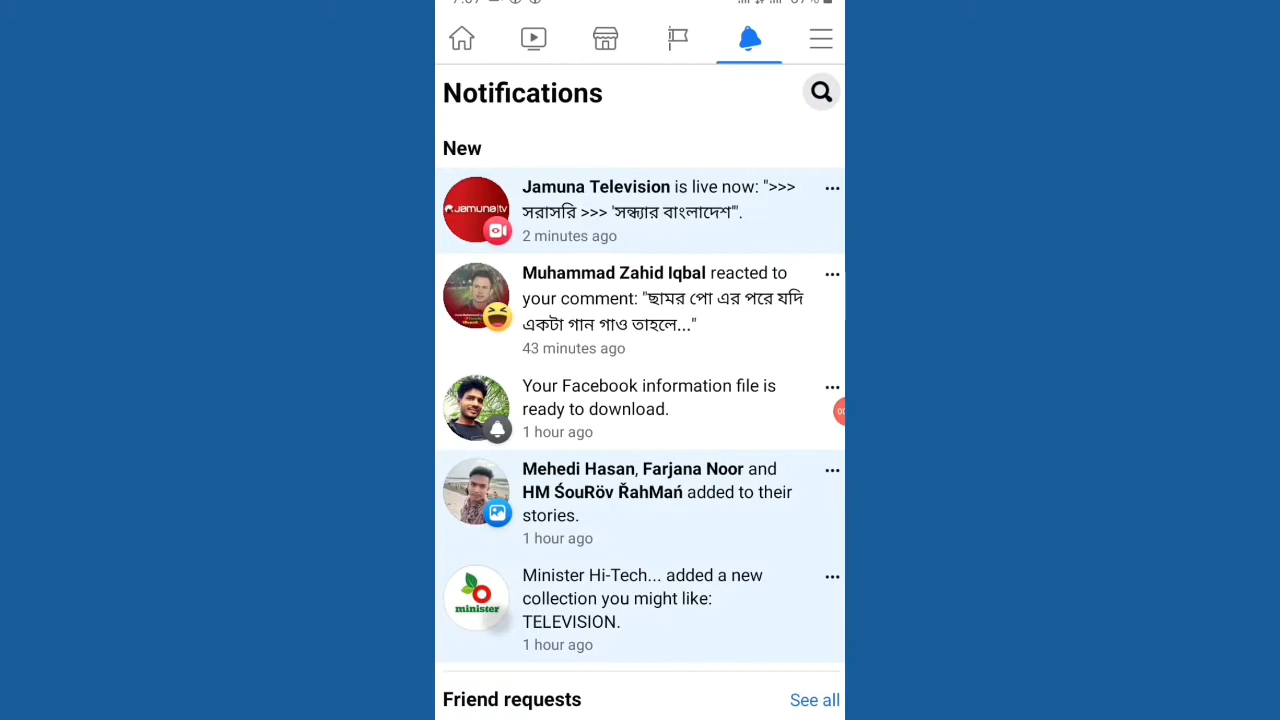 Notifications
New
Jamuna Television is live now: ">>>
সরাসরি >>> 'সন্ধ্যার বাংলাদেশ'".
2 minutes ago
Muhammad Zahid Iqbal reacted to
your comment: "ছামর পো এর পরে যদি
একটা গান গাও তাহলে..."
43 minutes ago
Your Facebook information file is
ready to download.
1 hour ago
Mehedi Hasan, Farjana Noor and
HM ŚouRöv ŘahMań added to their
stories.
1 hour ago
Minister Hi-Tech... added a new
collection you might like:
TELEVISION.
1 hour ago
Friend requests
See all
Jamuna|tv
minister